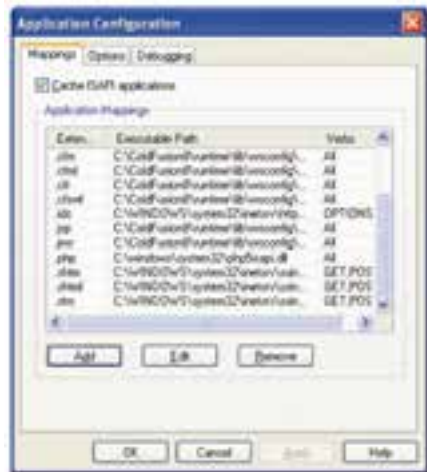 Application Configuration
Mappings Options Debugging
Cache ISAPI applications
Application Mappings
Exten... Executable Path Verbs
.cfm C:\ColdFusion8\runtime\lib\wsconfig\... All
.cfml C:\ColdFusion8\runtime\lib\wsconfig\... All
.cfr C:\ColdFusion8\runtime\lib\wsconfig\... All
.cfswf C:\ColdFusion8\runtime\lib\wsconfig\... All
.idc C:\WINDOWS\system32\inetsrv\http... OPTIONS
.jsp C:\ColdFusion8\runtime\lib\wsconfig\... All
.jws C:\ColdFusion8\runtime\lib\wsconfig\... All
.php C:\windows\system32\php5isapi.dll All
.shtm C:\WINDOWS\system32\inetsrv\ssin... GET,POS
.shtml C:\WINDOWS\system32\inetsrv\ssin... GET,POS
.stm C:\WINDOWS\system32\inetsrv\ssin... GET,POS
Add Edit Remove
OK Cancel Apply Help